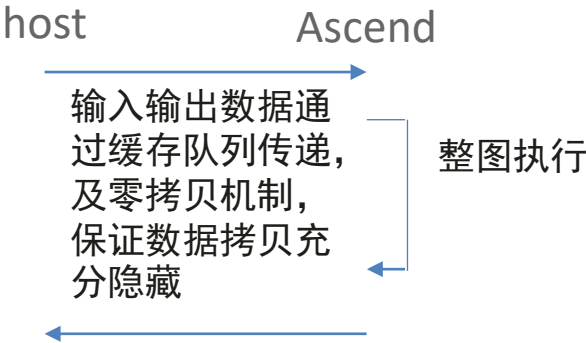 host
Ascend
输入输出数据通
过缓存队列传递，
及零拷贝机制，
保证数据拷贝充
分隐藏
整图执行